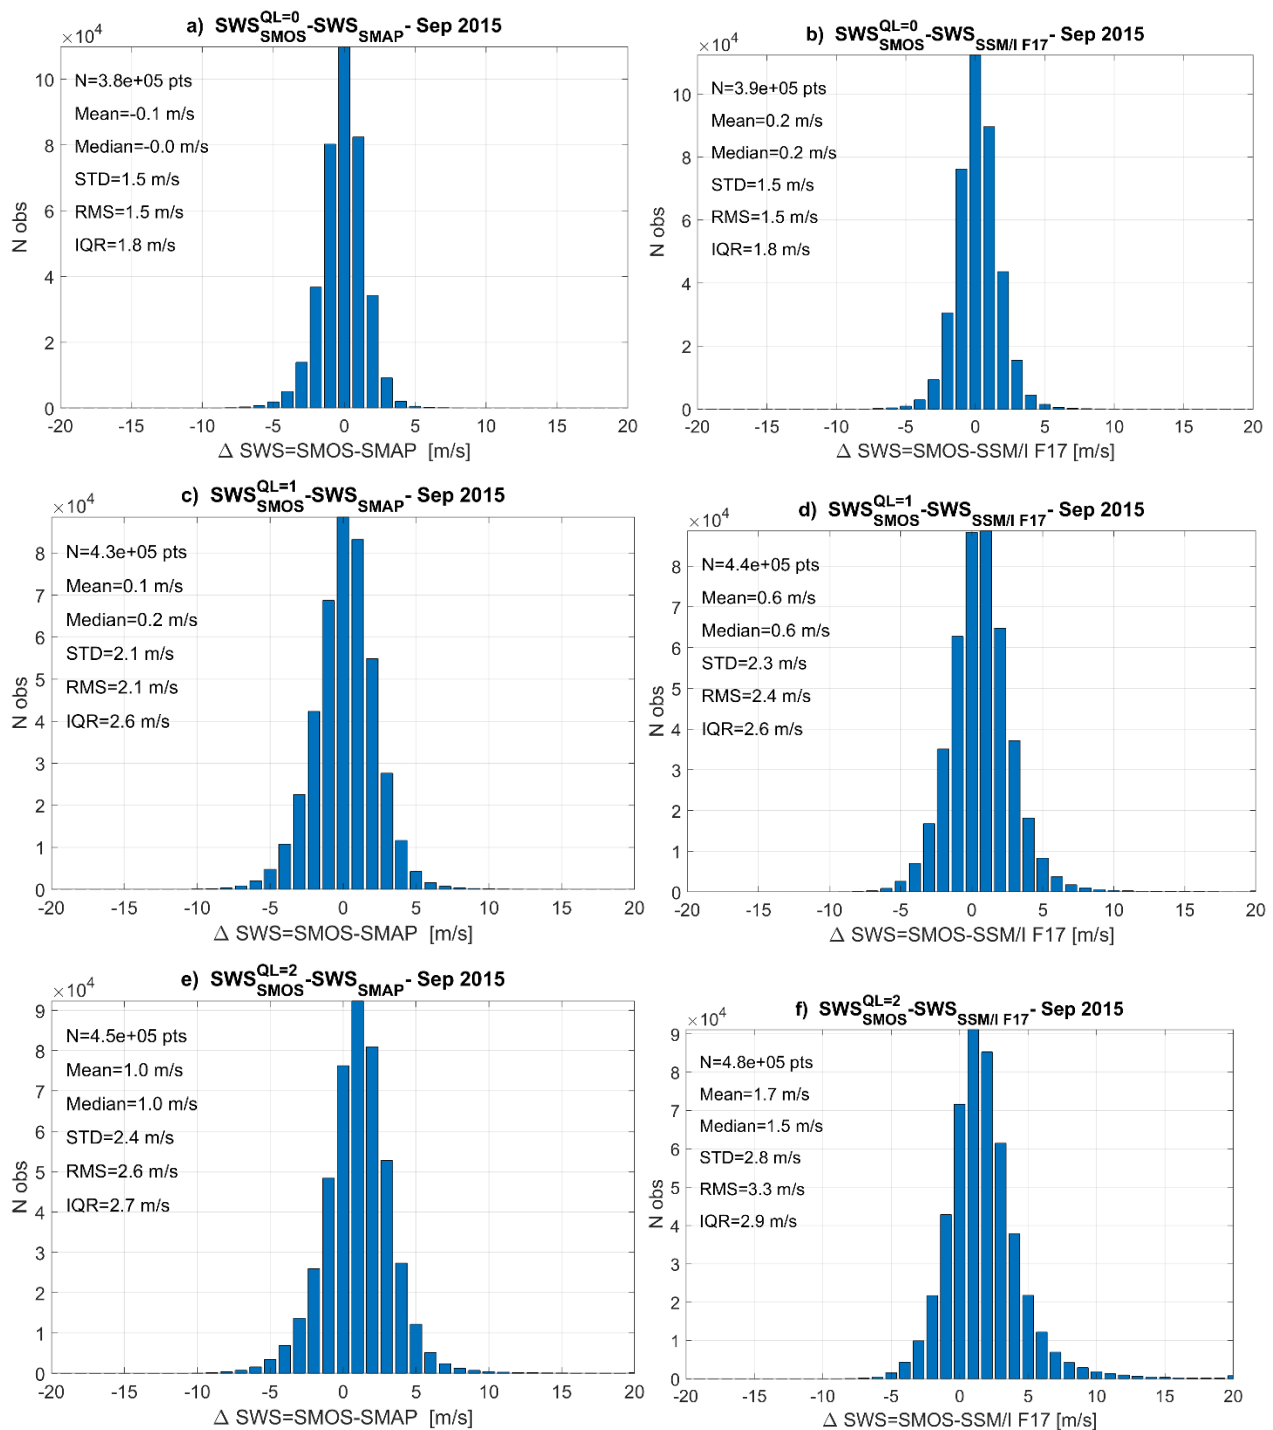 a) SWS^QL=0_SMOS-SWS_SMAP- Sep 2015
×10^4
N=3.8e+05 pts
Mean=-0.1 m/s
Median=-0.0 m/s
STD=1.5 m/s
RMS=1.5 m/s
IQR=1.8 m/s
N obs
10
8
6
4
2
0
-20 -15 -10 -5 0 5 10 15 20
Δ SWS=SMOS-SMAP [m/s]
b) SWS^QL=0_SMOS-SWS_SSM/I F17- Sep 2015
×10^4
N=3.9e+05 pts
Mean=0.2 m/s
Median=0.2 m/s
STD=1.5 m/s
RMS=1.5 m/s
IQR=1.8 m/s
N obs
10
8
6
4
2
0
-20 -15 -10 -5 0 5 10 15 20
Δ SWS=SMOS-SSM/I F17 [m/s]
c) SWS^QL=1_SMOS-SWS_SMAP- Sep 2015
×10^4
N=4.3e+05 pts
Mean=0.1 m/s
Median=0.2 m/s
STD=2.1 m/s
RMS=2.1 m/s
IQR=2.6 m/s
N obs
8
7
6
5
4
3
2
1
0
-20 -15 -10 -5 0 5 10 15 20
Δ SWS=SMOS-SMAP [m/s]
d) SWS^QL=1_SMOS-SWS_SSM/I F17- Sep 2015
×10^4
N=4.4e+05 pts
Mean=0.6 m/s
Median=0.6 m/s
STD=2.3 m/s
RMS=2.4 m/s
IQR=2.6 m/s
N obs
8
7
6
5
4
3
2
1
0
-20 -15 -10 -5 0 5 10 15 20
Δ SWS=SMOS-SSM/I F17 [m/s]
e) SWS^QL=2_SMOS-SWS_SMAP- Sep 2015
×10^4
N=4.5e+05 pts
Mean=1.0 m/s
Median=1.0 m/s
STD=2.4 m/s
RMS=2.6 m/s
IQR=2.7 m/s
N obs
9
8
7
6
5
4
3
2
1
0
-20 -15 -10 -5 0 5 10 15 20
Δ SWS=SMOS-SMAP [m/s]
f) SWS^QL=2_SMOS-SWS_SSM/I F17- Sep 2015
×10^4
N=4.8e+05 pts
Mean=1.7 m/s
Median=1.5 m/s
STD=2.8 m/s
RMS=3.3 m/s
IQR=2.9 m/s
N obs
9
8
7
6
5
4
3
2
1
0
-20 -15 -10 -5 0 5 10 15 20
Δ SWS=SMOS-SSM/I F17 [m/s]